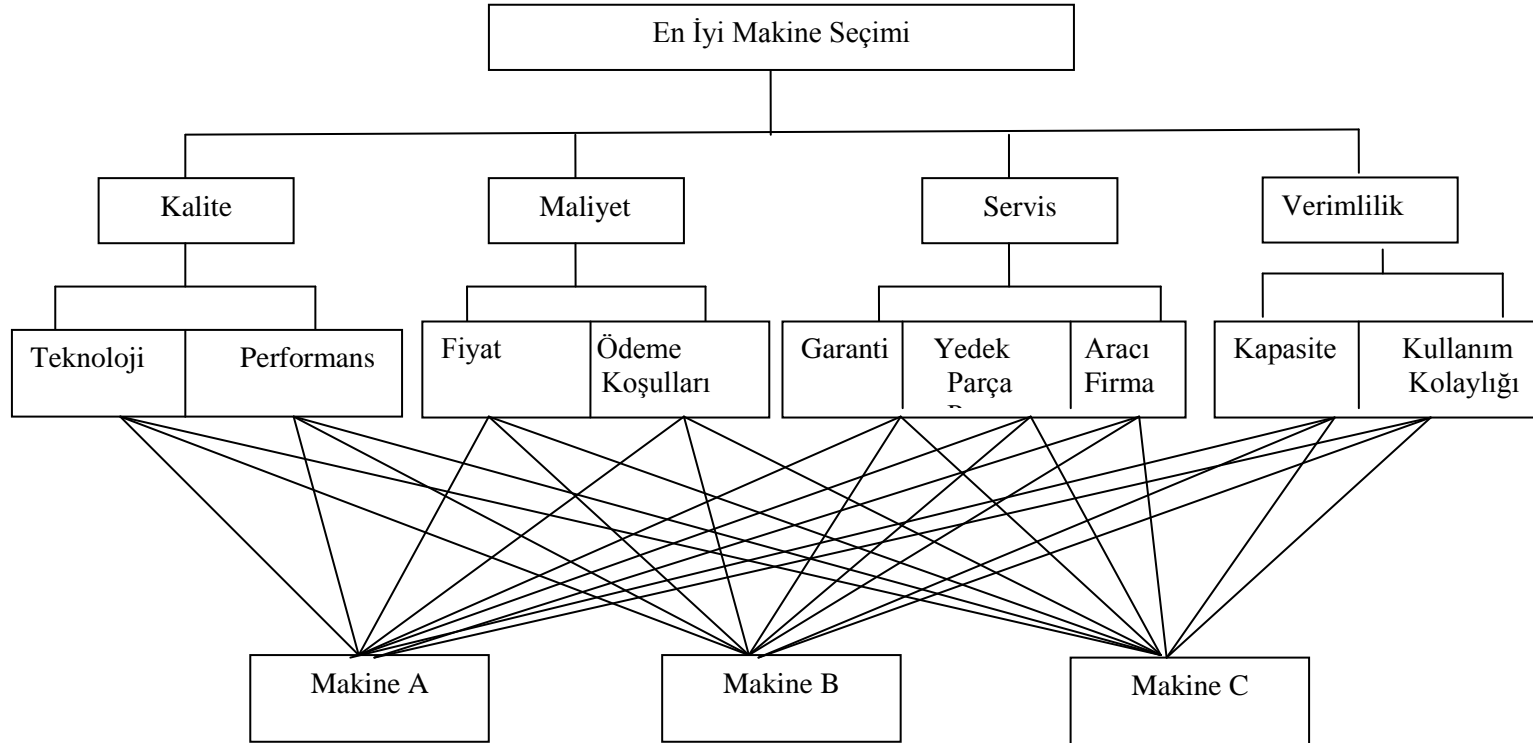 En İyi Makine Seçimi
Kalite
Maliyet
Servis
Verimlilik
Teknoloji
Performans
Fiyat
Ödeme
Koşulları
Garanti
Yedek
Parça
Aracı
Firma
Kapasite
Kullanım
Kolaylığı
Makine A
Makine B
Makine C